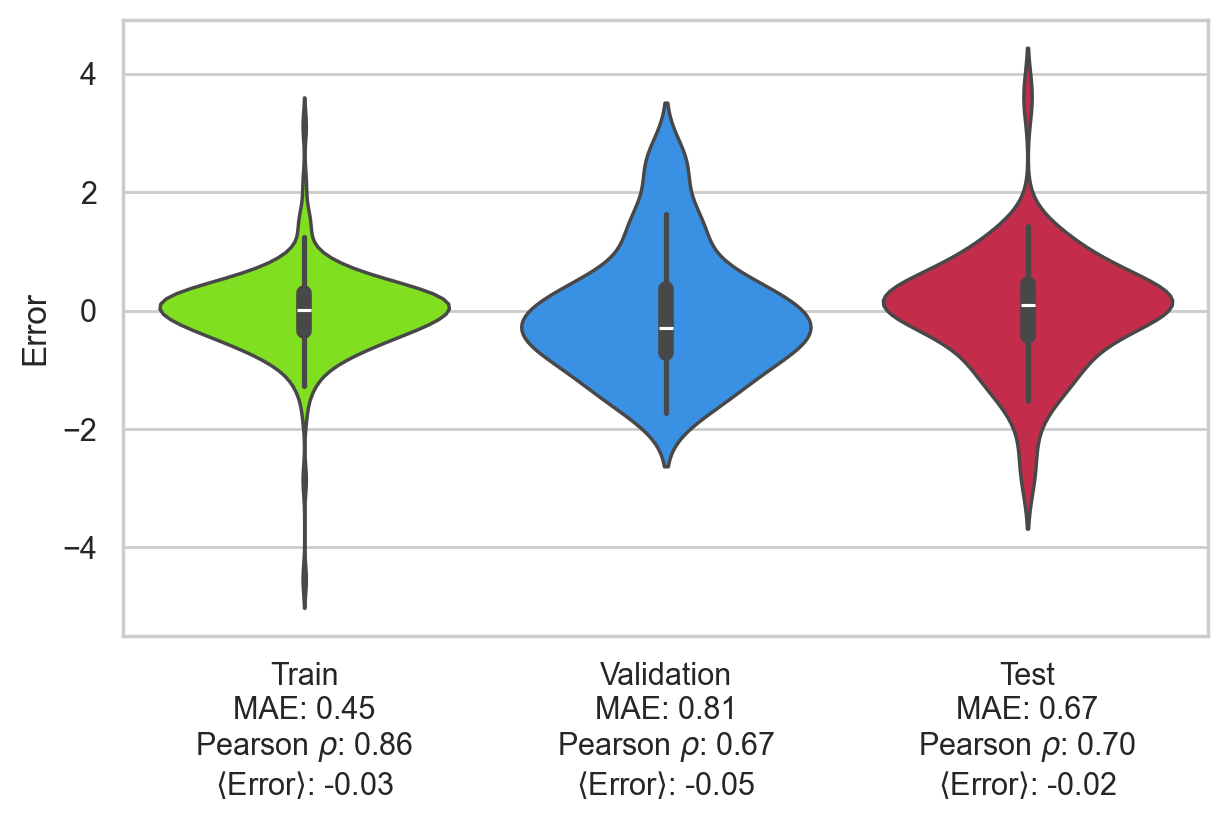 4
2
0
−2
−4
Error
Train
MAE: 0.45
Pearson ρ: 0.86
⟨Error⟩: -0.03
Validation
MAE: 0.81
Pearson ρ: 0.67
⟨Error⟩: -0.05
Test
MAE: 0.67
Pearson ρ: 0.70
⟨Error⟩: -0.02